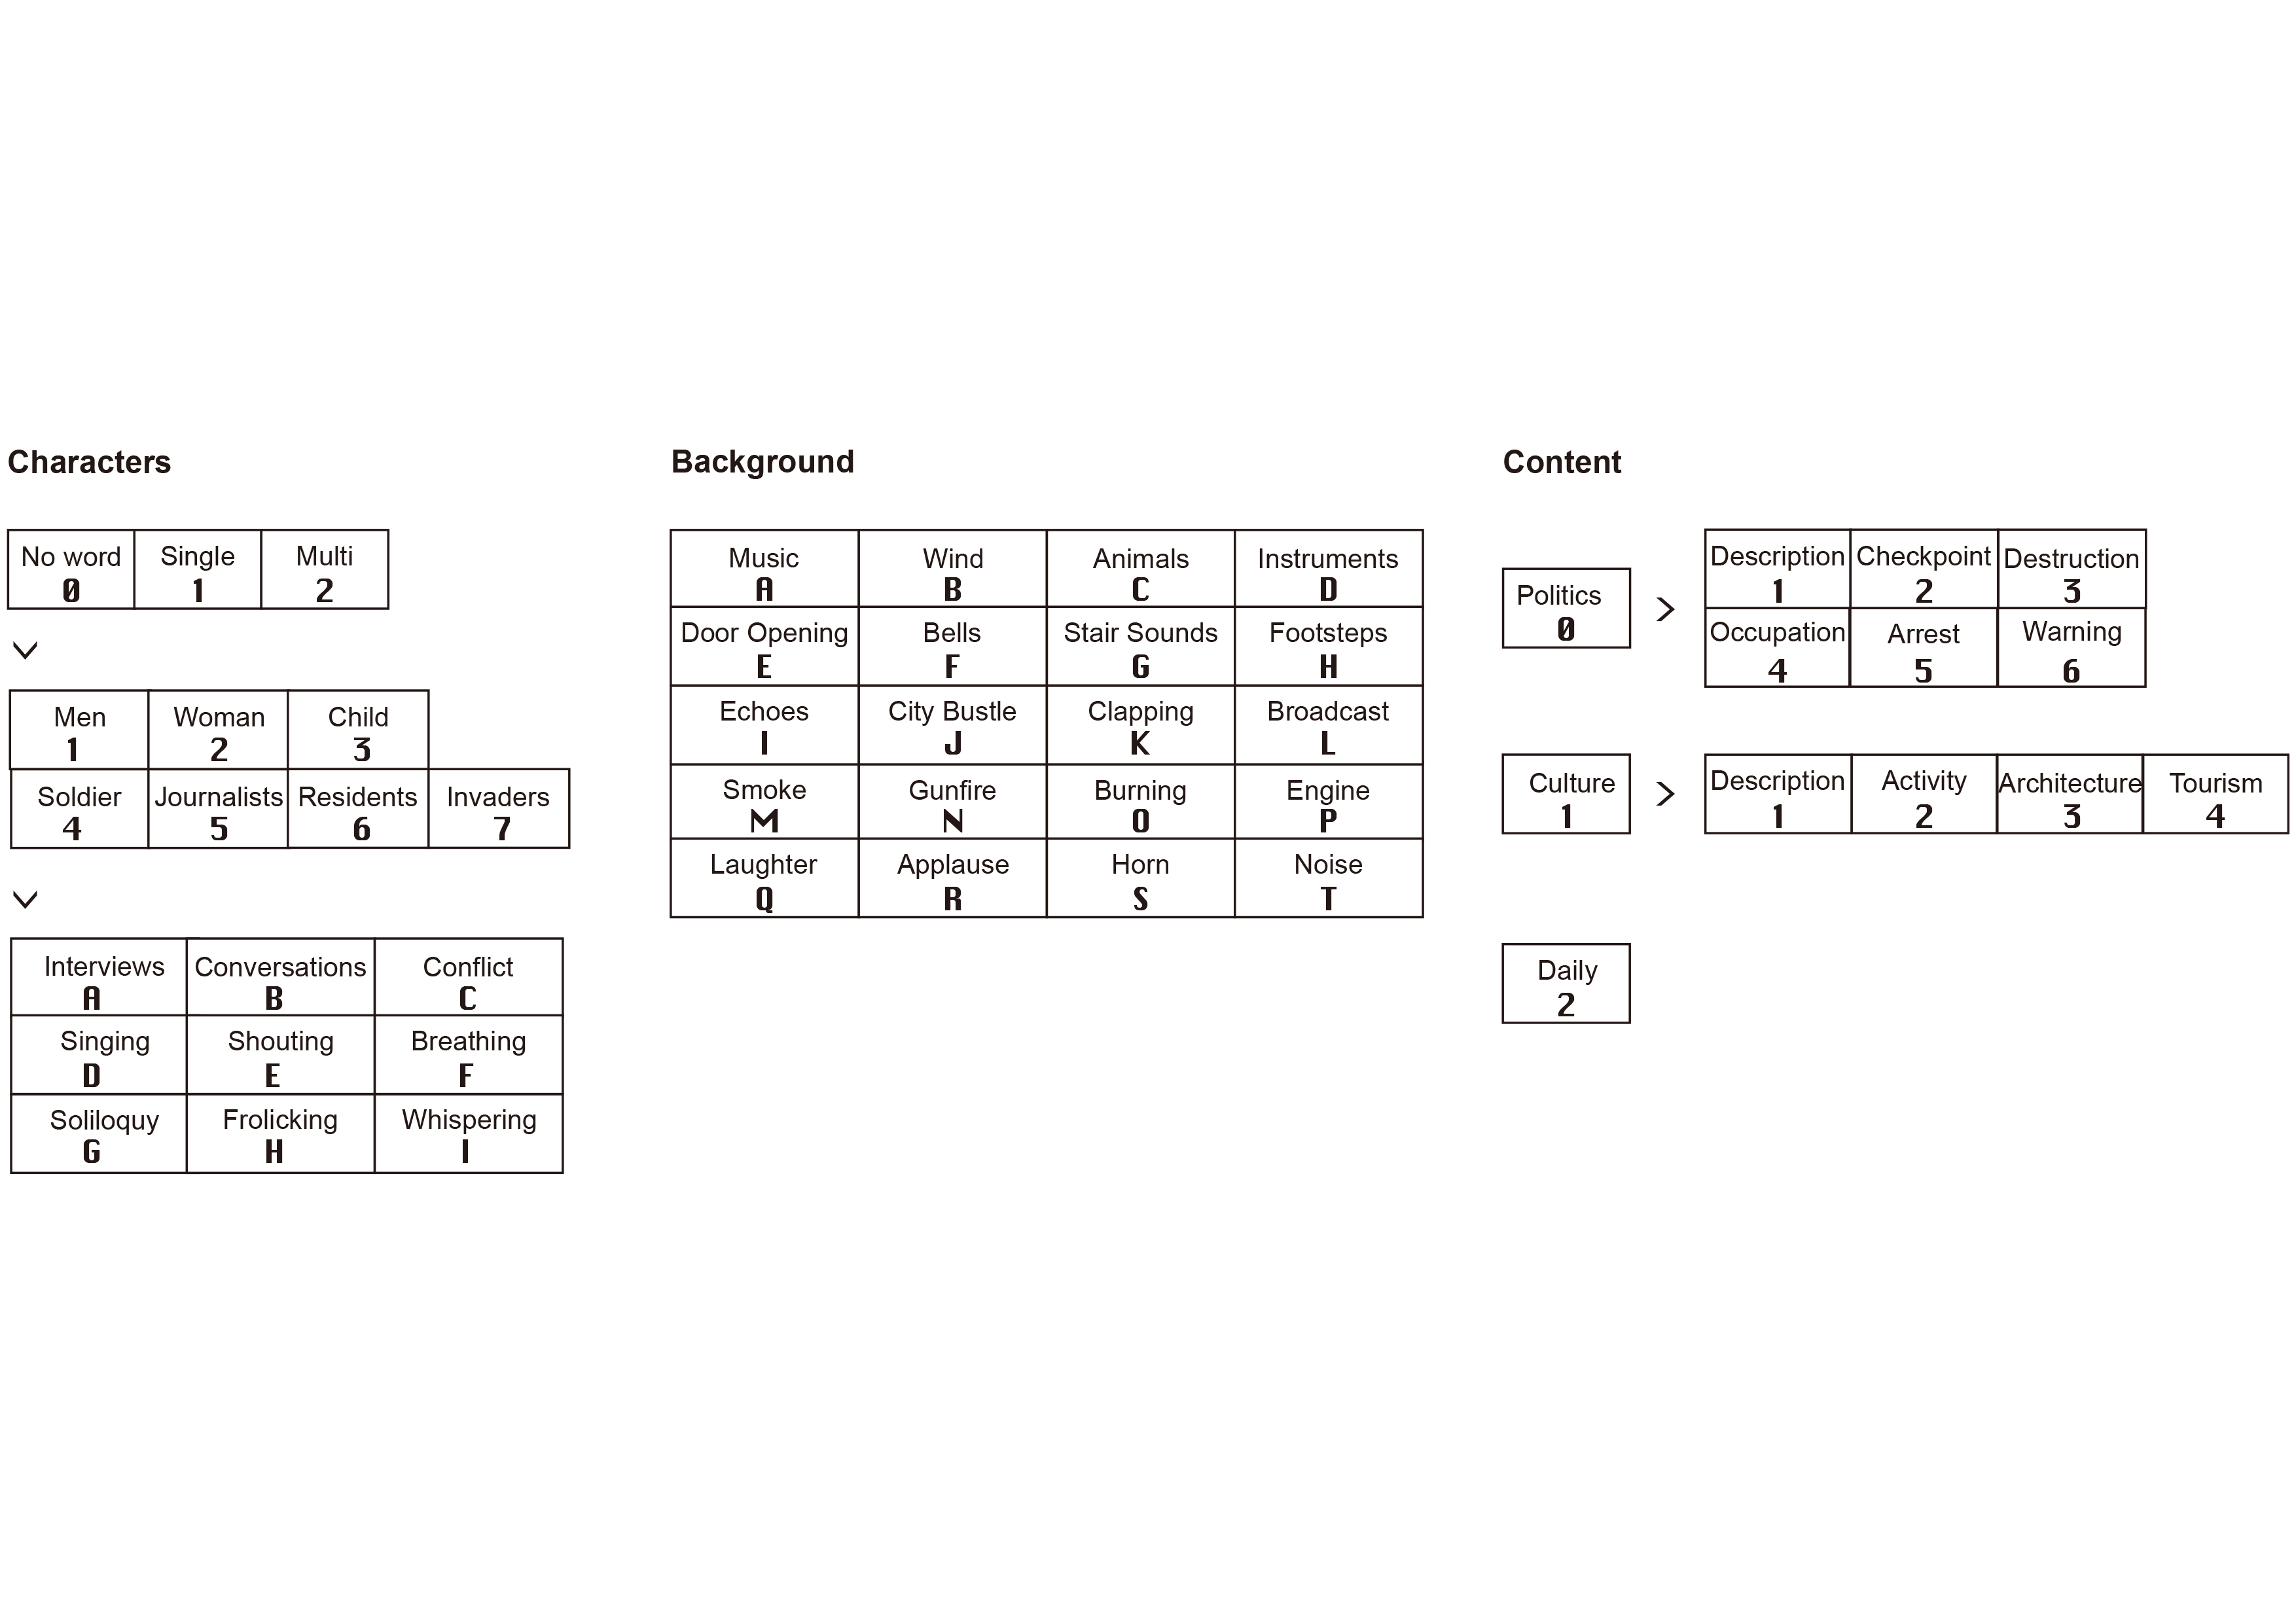 Characters
No word Single Multi
0 1 2
Men Woman Child
1 2 3
Soldier Journalists Residents Invaders
4 5 6 7
Interviews Conversations Conflict
A B C
Singing Shouting Breathing
D E F
Soliloquy Frolicking Whispering
G H I
Background
Music Wind Animals Instruments
A B C D
Door Opening Bells Stair Sounds Footsteps
E F G H
Echoes City Bustle Clapping Broadcast
I J K L
Smoke Gunfire Burning Engine
M N O P
Laughter Applause Horn Noise
Q R S T
Content
Politics
0
>
Description Checkpoint Destruction
1 2 3
Occupation Arrest Warning
4 5 6
Culture
1
>
Description Activity Architecture Tourism
1 2 3 4
Daily
2